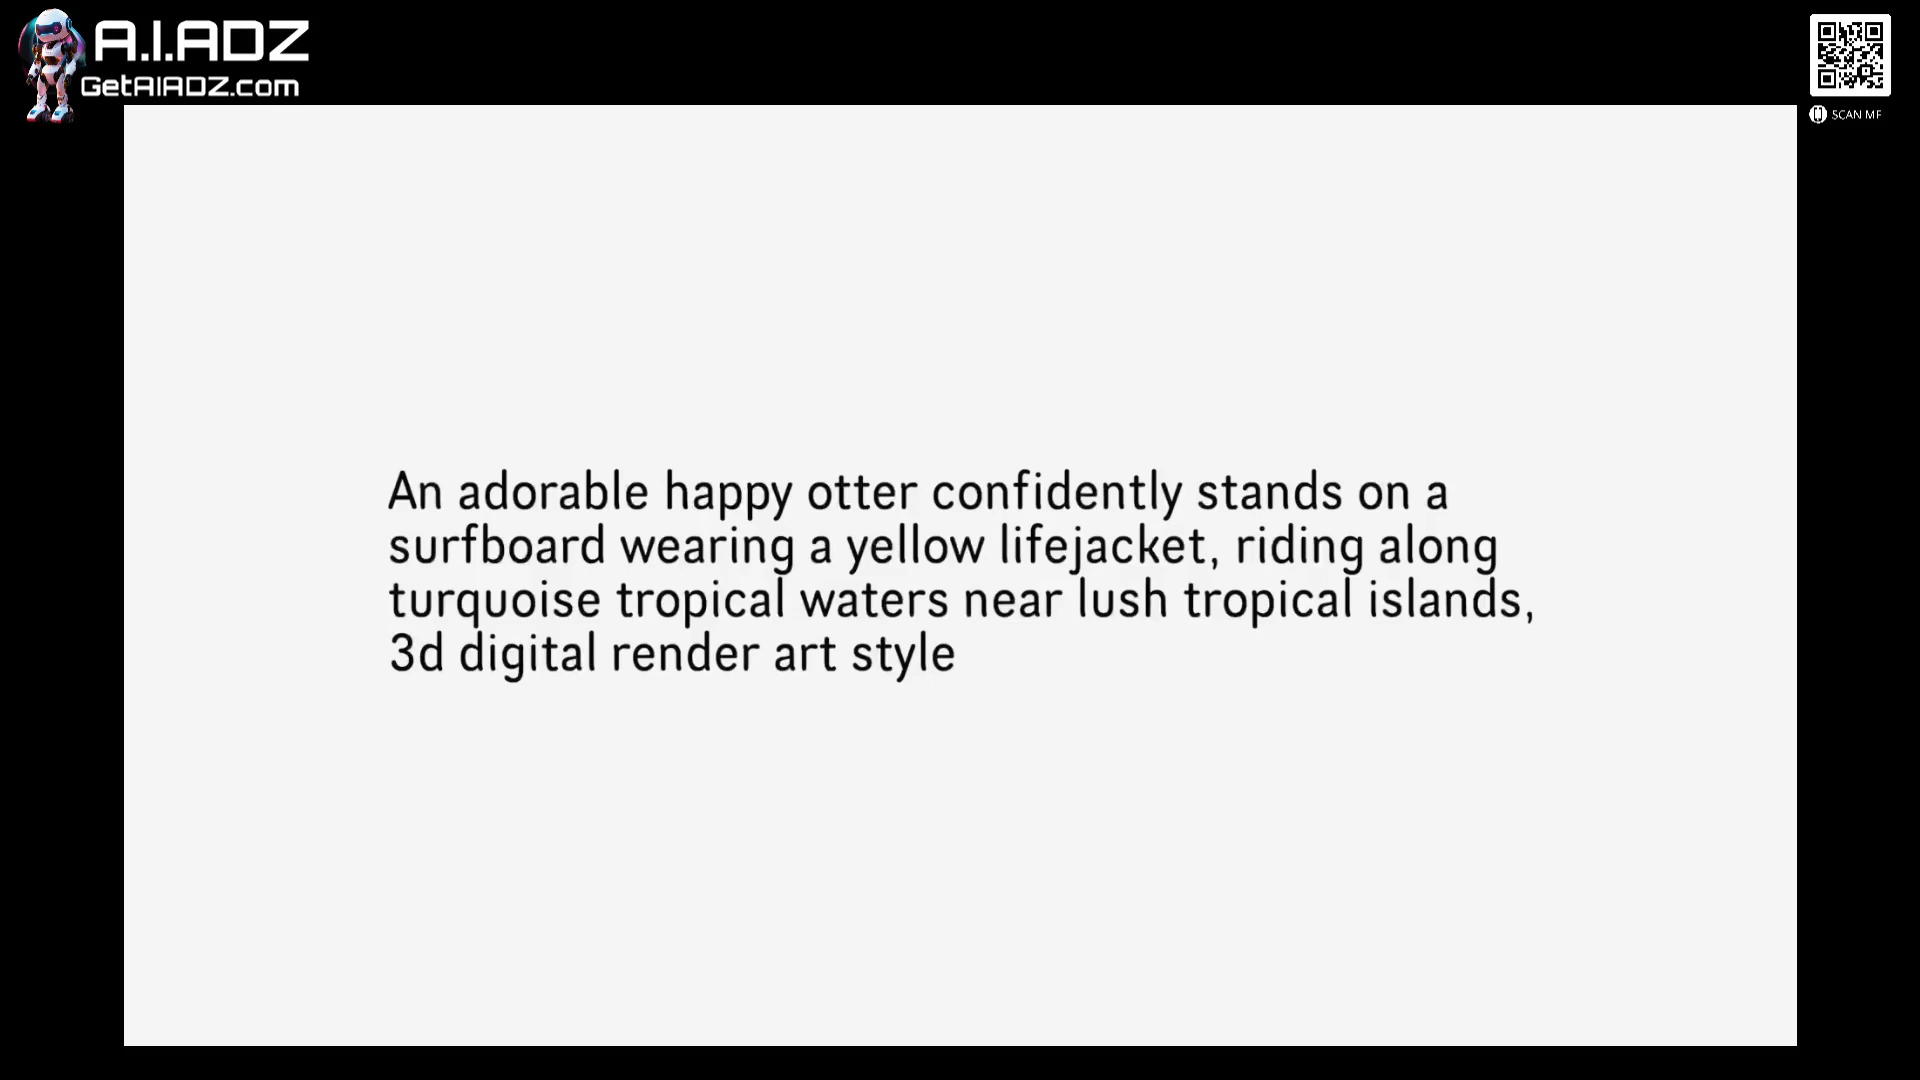 A.I.ADZ
GetAIADZ.com
SCAN MF
An adorable happy otter confidently stands on a
surfboard wearing a yellow lifejacket, riding along
turquoise tropical waters near lush tropical islands,
3d digital render art style